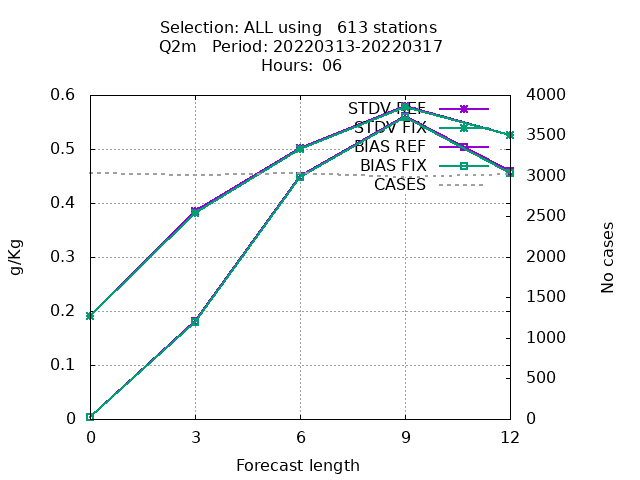 Selection: ALL using   613 stations
Q2m   Period: 20220313-20220317
Hours: 06
0.6
0.5
0.4
0.3
0.2
0.1
0
g/Kg
STDV REF
STDV FIX
BIAS REF
BIAS FIX
CASES
4000
3500
3000
2500
2000
1500
1000
500
0
No cases
0 3 6 9 12
Forecast length